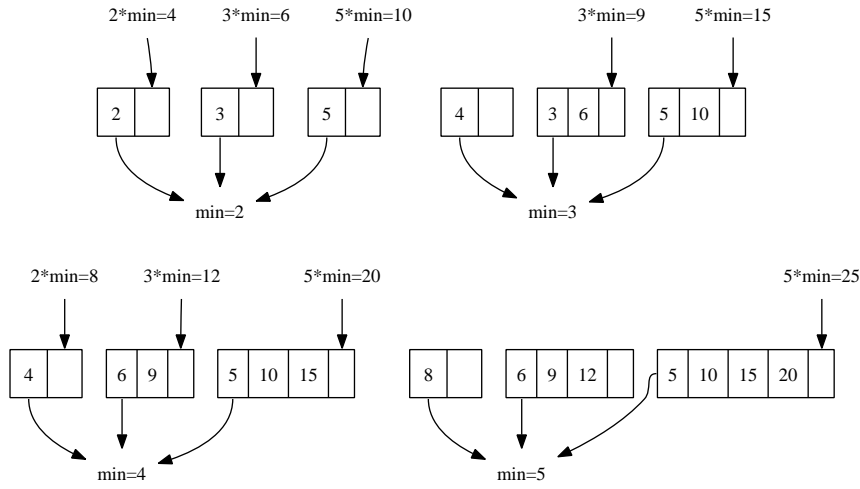 2*min=4 3*min=6 5*min=10 3*min=9 5*min=15
2 3 5 4 3 6 5 10
min=2 min=3
2*min=8 3*min=12 5*min=20 5*min=25
4 6 9 5 10 15 8 6 9 12 5 10 15 20
min=4 min=5